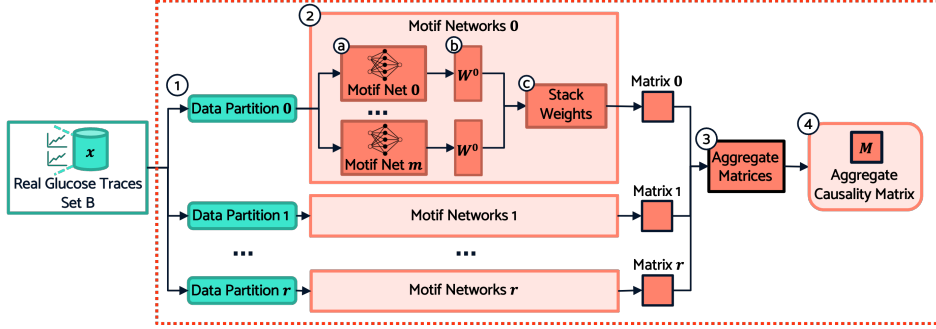 2
Motif Networks 0
a
b
Motif Net 0
W⁰
c
1
Data Partition 0
...
Stack
Weights
Matrix 0
Motif Net m
W⁰
x
Real Glucose Traces
Set B
3
Aggregate
Matrices
4
M
Aggregate
Causality Matrix
Data Partition 1
Motif Networks 1
Matrix 1
...
...
Data Partition r
Motif Networks r
Matrix r